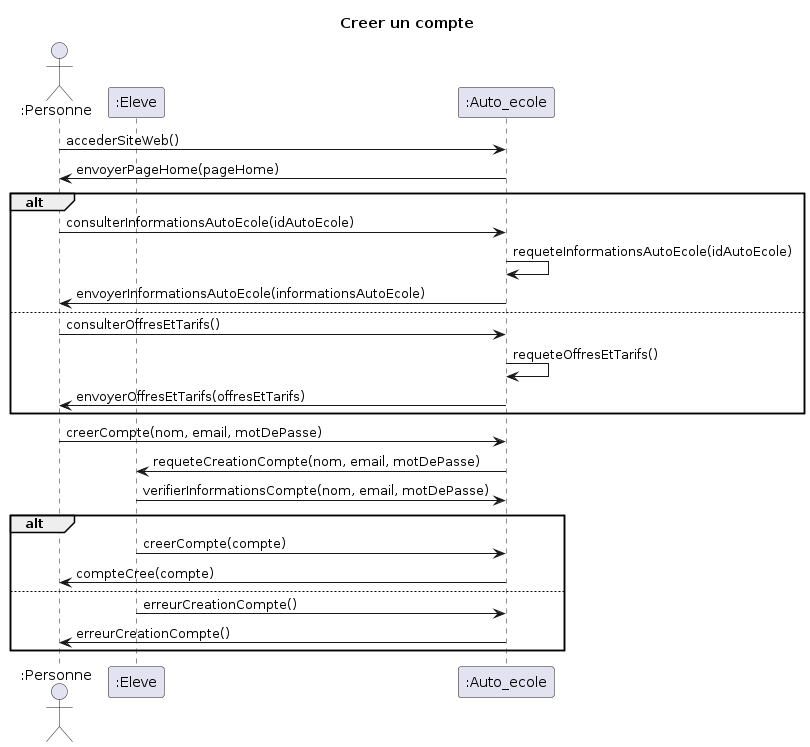 Creer un compte
:Personne
:Eleve
:Auto_ecole
accederSiteWeb()
envoyerPageHome(pageHome)
alt
consulterInformationsAutoEcole(idAutoEcole)
requeteInformationsAutoEcole(idAutoEcole)
envoyerInformationsAutoEcole(informationsAutoEcole)
consulterOffresEtTarifs()
requeteOffresEtTarifs()
envoyerOffresEtTarifs(offresEtTarifs)
creerCompte(nom, email, motDePasse)
requeteCreationCompte(nom, email, motDePasse)
verifierInformationsCompte(nom, email, motDePasse)
alt
creerCompte(compte)
compteCree(compte)
erreurCreationCompte()
erreurCreationCompte()
:Personne
:Eleve
:Auto_ecole